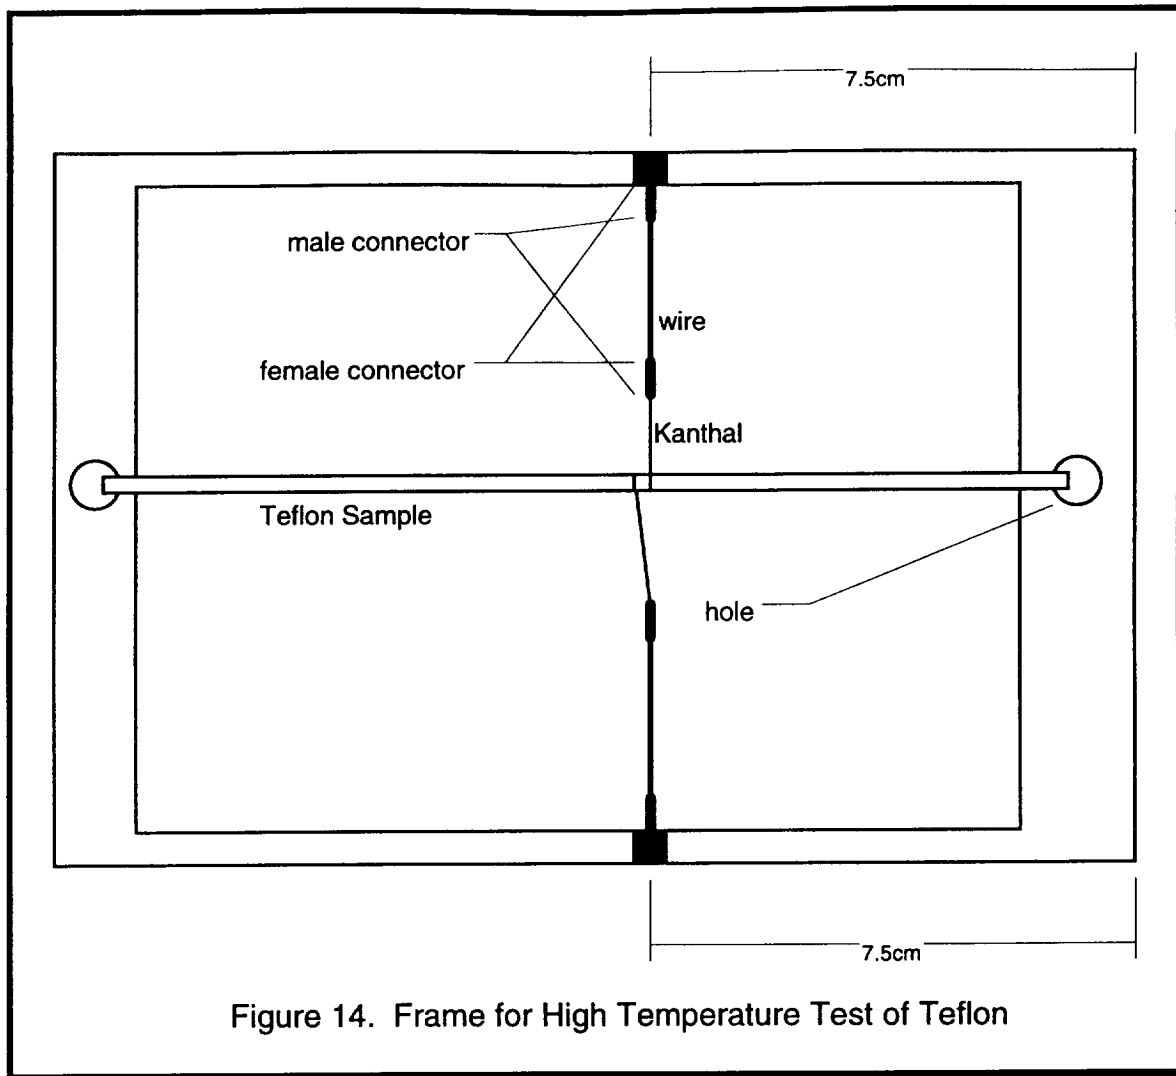 7.5cm
male connector
wire
female connector
Kanthal
Teflon Sample
hole
7.5cm
Figure 14. Frame for High Temperature Test of Teflon